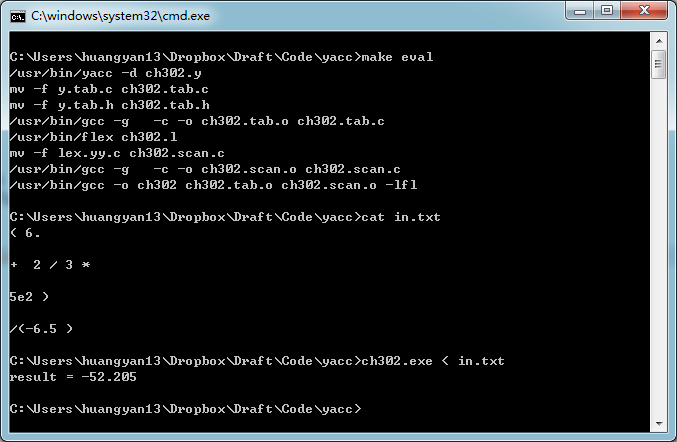 C:\windows\system32\cmd.exe
C:\Users\huangyan13\Dropbox\Draft\Code\yacc>make eval
/usr/bin/yacc -d ch302.y
mv -f y.tab.c ch302.tab.c
mv -f y.tab.h ch302.tab.h
/usr/bin/gcc -g   -c -o ch302.tab.o ch302.tab.c
/usr/bin/flex ch302.l
mv -f lex.yy.c ch302.scan.c
/usr/bin/gcc -g   -c -o ch302.scan.o ch302.scan.c
/usr/bin/gcc -o ch302 ch302.tab.o ch302.scan.o -lfl
C:\Users\huangyan13\Dropbox\Draft\Code\yacc>cat in.txt
( 6.
+  2 / 3 *
5e2 )
/(-6.5 )
C:\Users\huangyan13\Dropbox\Draft\Code\yacc>ch302.exe < in.txt
result = -52.205
C:\Users\huangyan13\Dropbox\Draft\Code\yacc>